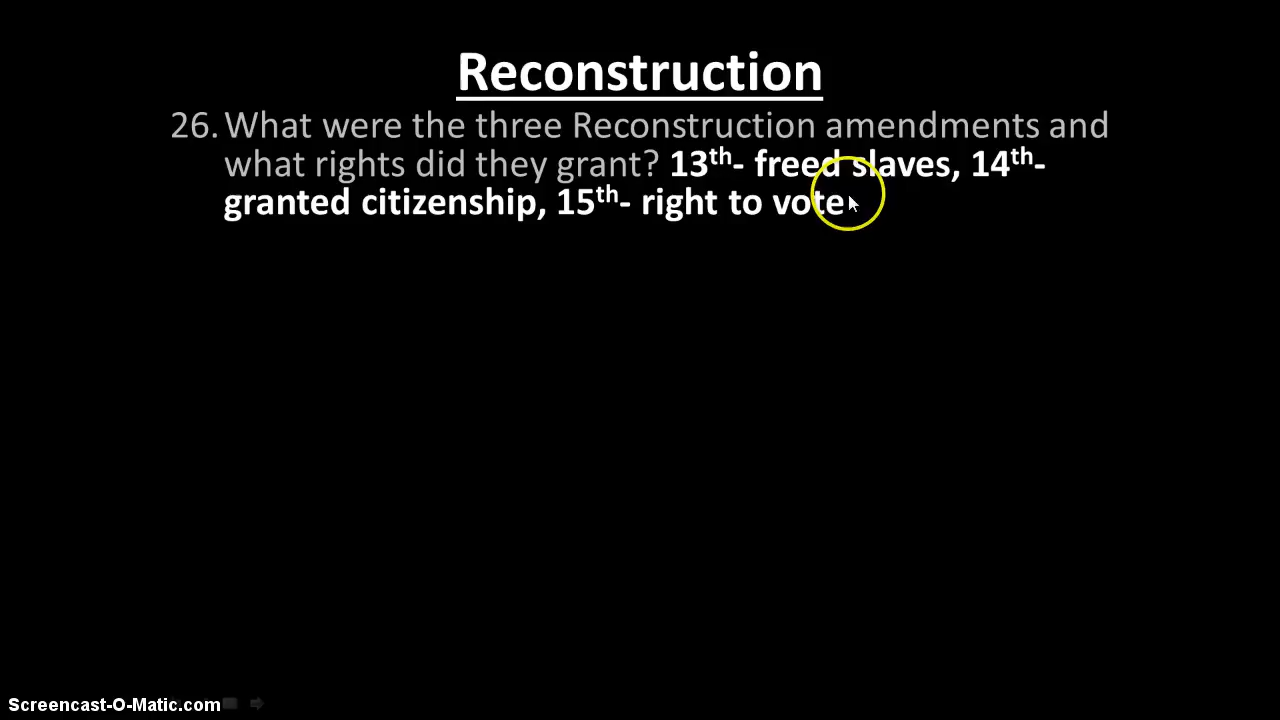 Reconstruction
26. What were the three Reconstruction amendments and
what rights did they grant? 13th- freed slaves, 14th-
granted citizenship, 15th- right to vote
Screencast-O-Matic.com